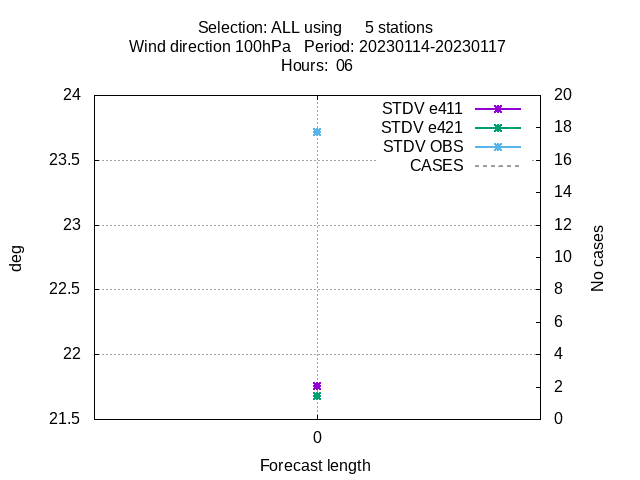 Selection: ALL using     5 stations
Wind direction 100hPa   Period: 20230114-20230117
Hours:  06
24
23.5
23
22.5
22
21.5
deg
20
18
16
14
12
10
8
6
4
2
0
No cases
STDV e411
STDV e421
STDV OBS
CASES
0
Forecast length